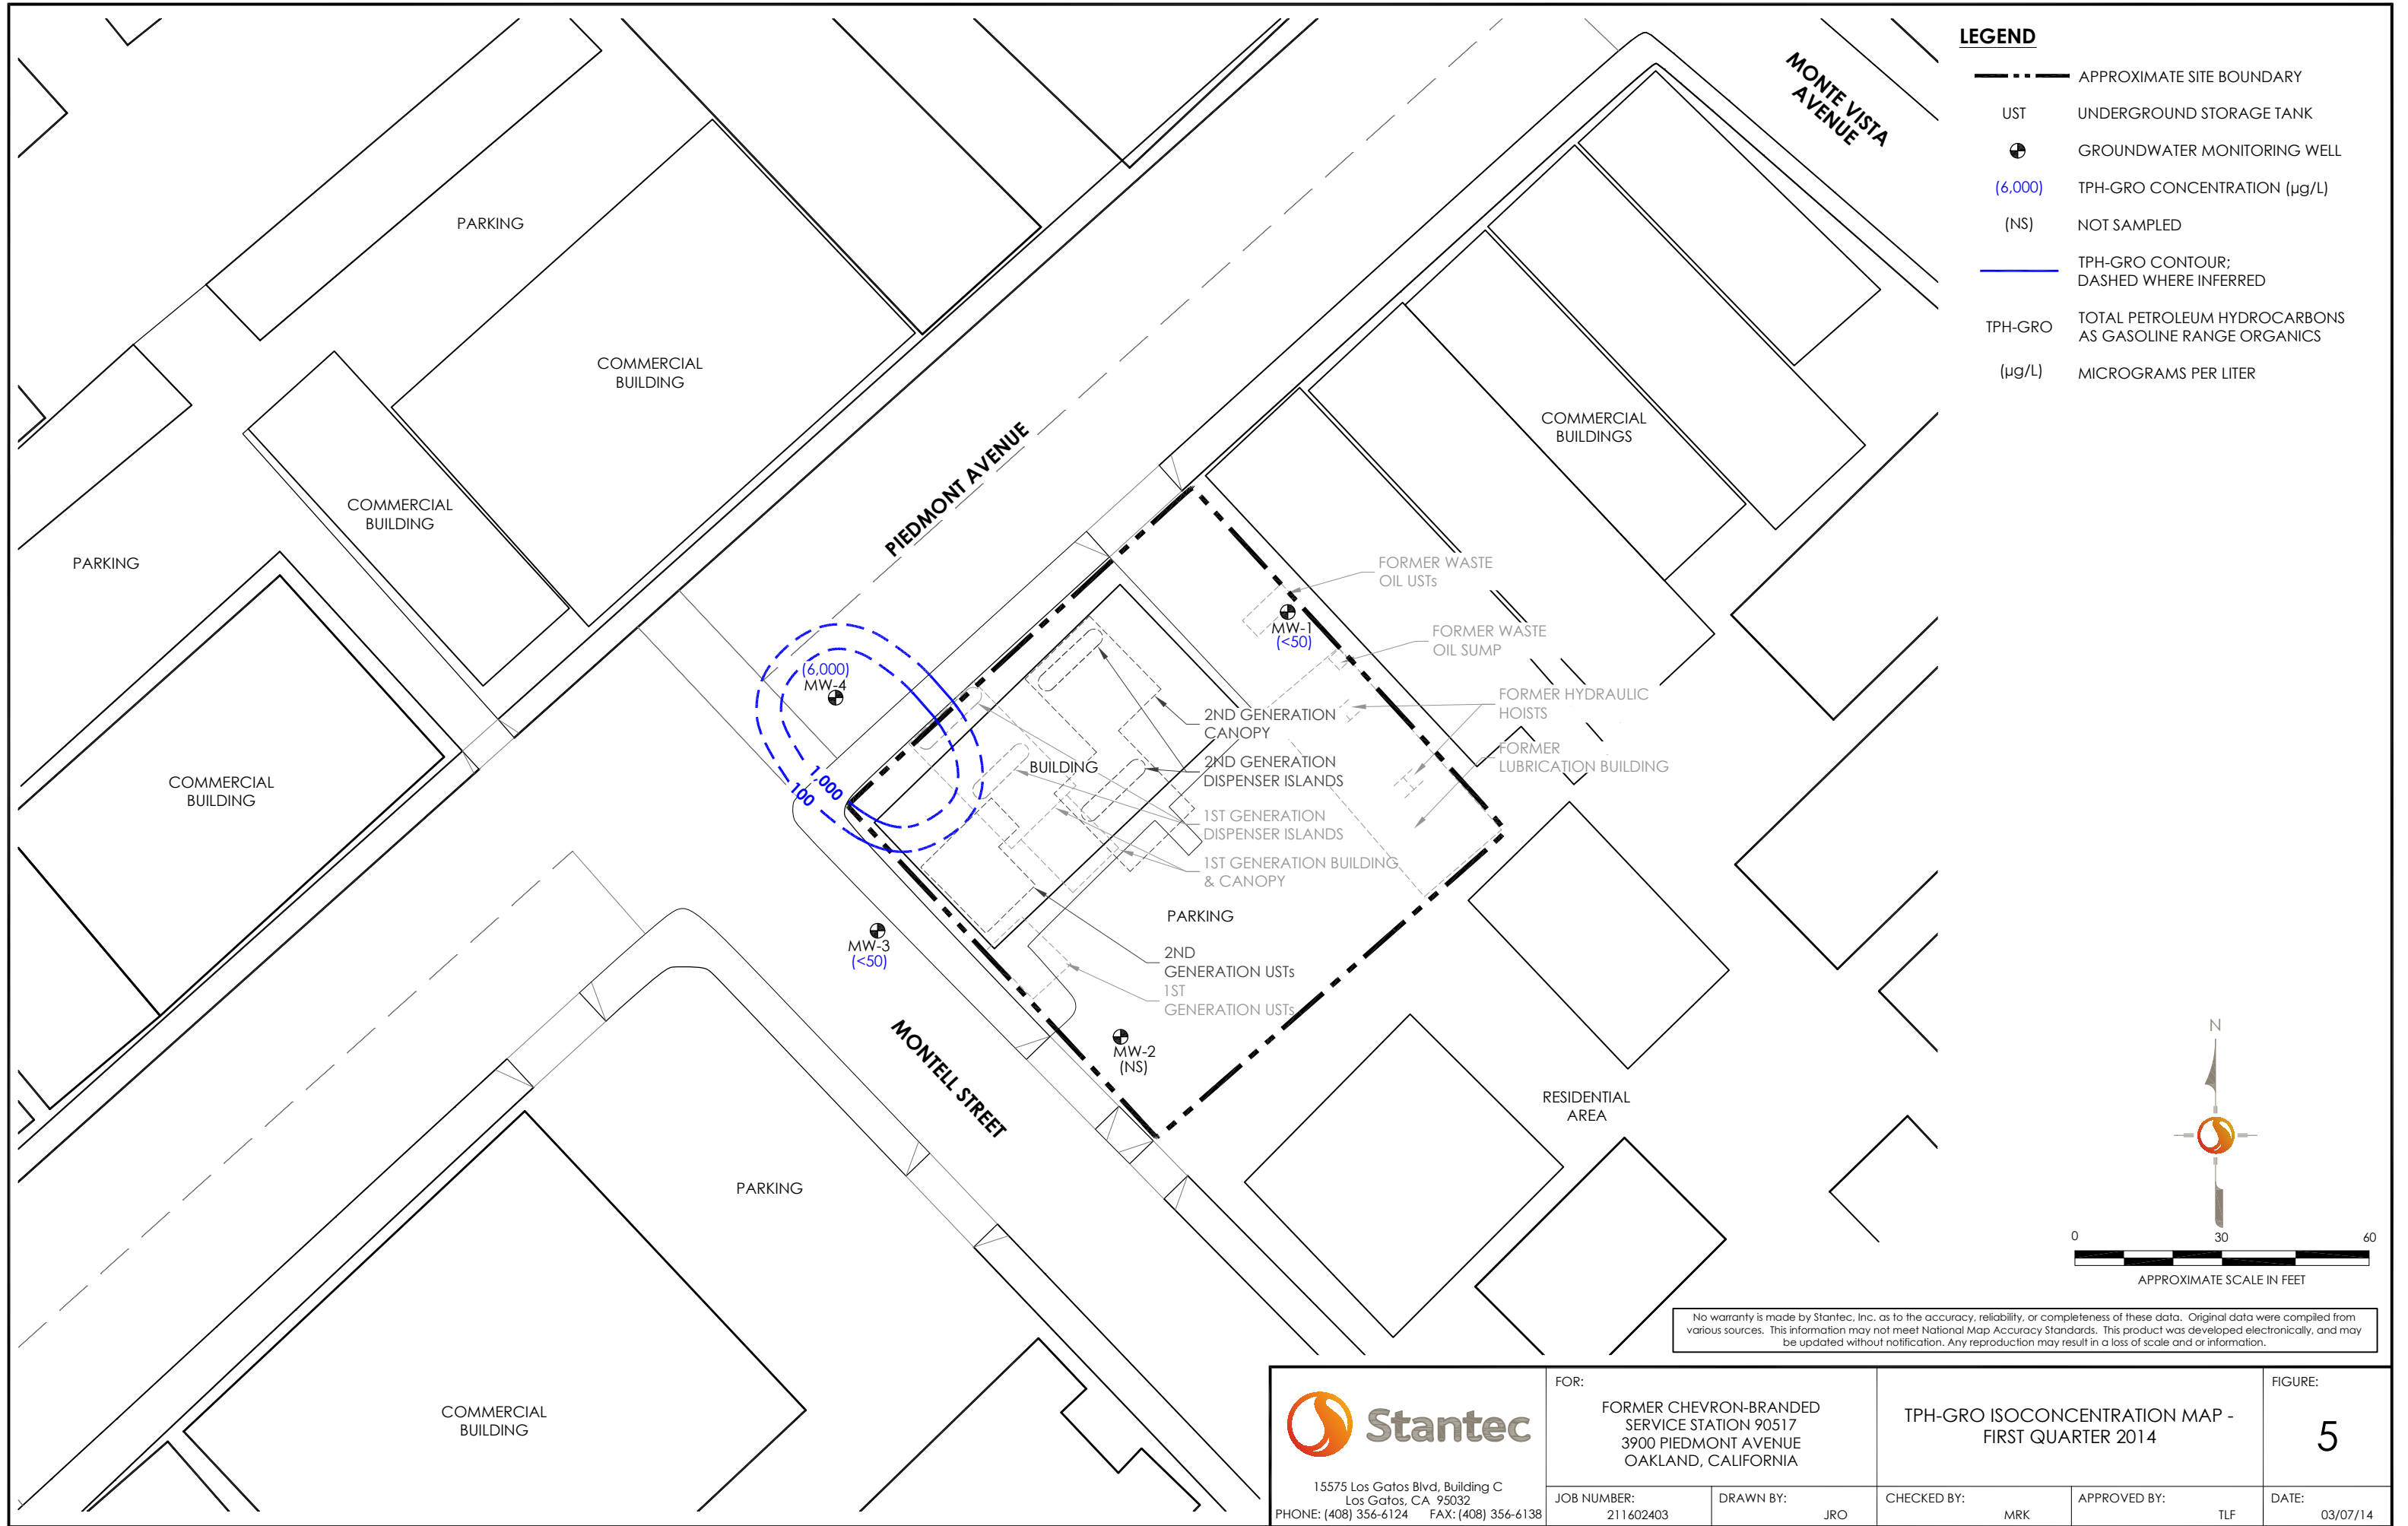 LEGEND
APPROXIMATE SITE BOUNDARY
UST UNDERGROUND STORAGE TANK
GROUNDWATER MONITORING WELL
(6,000) TPH-GRO CONCENTRATION (µg/L)
(NS) NOT SAMPLED
TPH-GRO CONTOUR;
DASHED WHERE INFERRED
TPH-GRO TOTAL PETROLEUM HYDROCARBONS
AS GASOLINE RANGE ORGANICS
(µg/L) MICROGRAMS PER LITER
MONTE VISTA
AVENUE
PARKING
COMMERCIAL
BUILDING
COMMERCIAL
BUILDINGS
PIEDMONT AVENUE
COMMERCIAL
BUILDING
PARKING
FORMER WASTE
OIL USTs
MW-1
(<50)
FORMER WASTE
OIL SUMP
(6,000)
MW-4
FORMER HYDRAULIC
HOISTS
2ND GENERATION
CANOPY
FORMER
LUBRICATION BUILDING
BUILDING
2ND GENERATION
DISPENSER ISLANDS
1,000
100
COMMERCIAL
BUILDING
1ST GENERATION
DISPENSER ISLANDS
1ST GENERATION BUILDING
& CANOPY
PARKING
MW-3
(<50)
2ND
GENERATION USTs
1ST
GENERATION USTs
MONTELL STREET
MW-2
(NS)
RESIDENTIAL
AREA
PARKING
COMMERCIAL
BUILDING
N
0 30 60
APPROXIMATE SCALE IN FEET
No warranty is made by Stantec, Inc. as to the accuracy, reliability, or completeness of these data. Original data were compiled from
various sources. This information may not meet National Map Accuracy Standards. This product was developed electronically, and may
be updated without notification. Any reproduction may result in a loss of scale and or information.
Stantec
15575 Los Gatos Blvd, Building C
Los Gatos, CA 95032
PHONE: (408) 356-6124 FAX: (408) 356-6138
FOR:
FORMER CHEVRON-BRANDED
SERVICE STATION 90517
3900 PIEDMONT AVENUE
OAKLAND, CALIFORNIA
TPH-GRO ISOCONCENTRATION MAP -
FIRST QUARTER 2014
FIGURE:
5
JOB NUMBER:
211602403
DRAWN BY:
JRO
CHECKED BY:
MRK
APPROVED BY:
TLF
DATE:
03/07/14